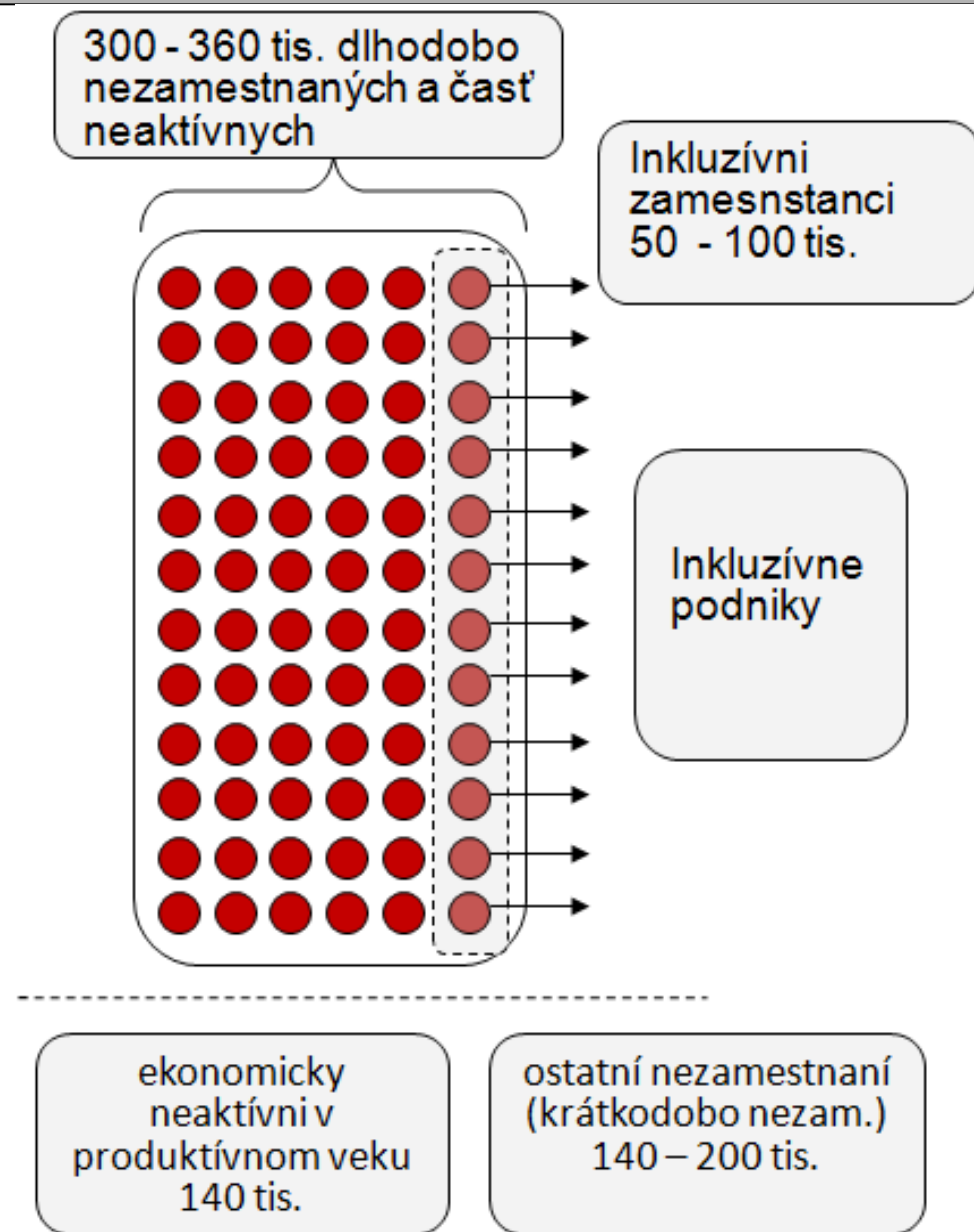 300 - 360 tis. dlhodobo
nezamestnaných a časť
neaktívnych
Inkluzívni
zamesnstanci
50 - 100 tis.
Inkluzívne
podniky
ekonomicky
neaktívni v
produktívnom veku
140 tis.
ostatní nezamestnaní
(krátkodobo nezam.)
140 – 200 tis.